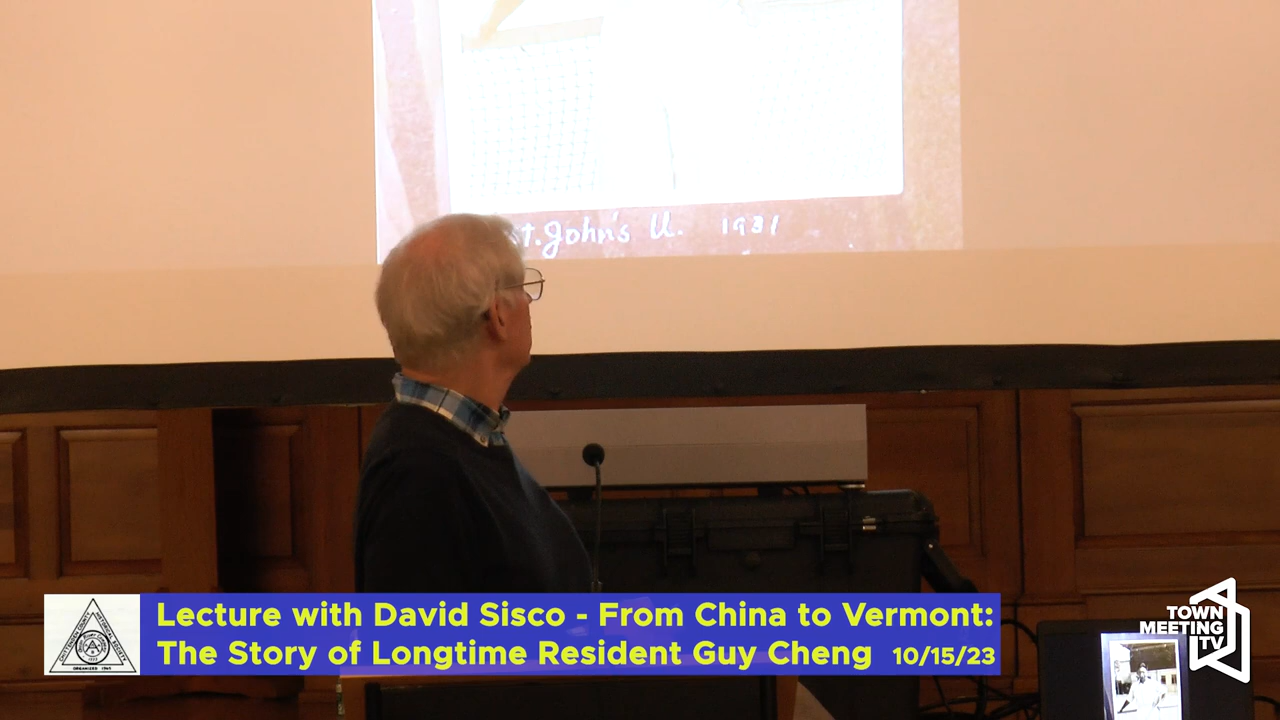 St. John's U. 1931
Lecture with David Sisco - From China to Vermont:
The Story of Longtime Resident Guy Cheng 10/15/23
TOWN
MEETING
TV